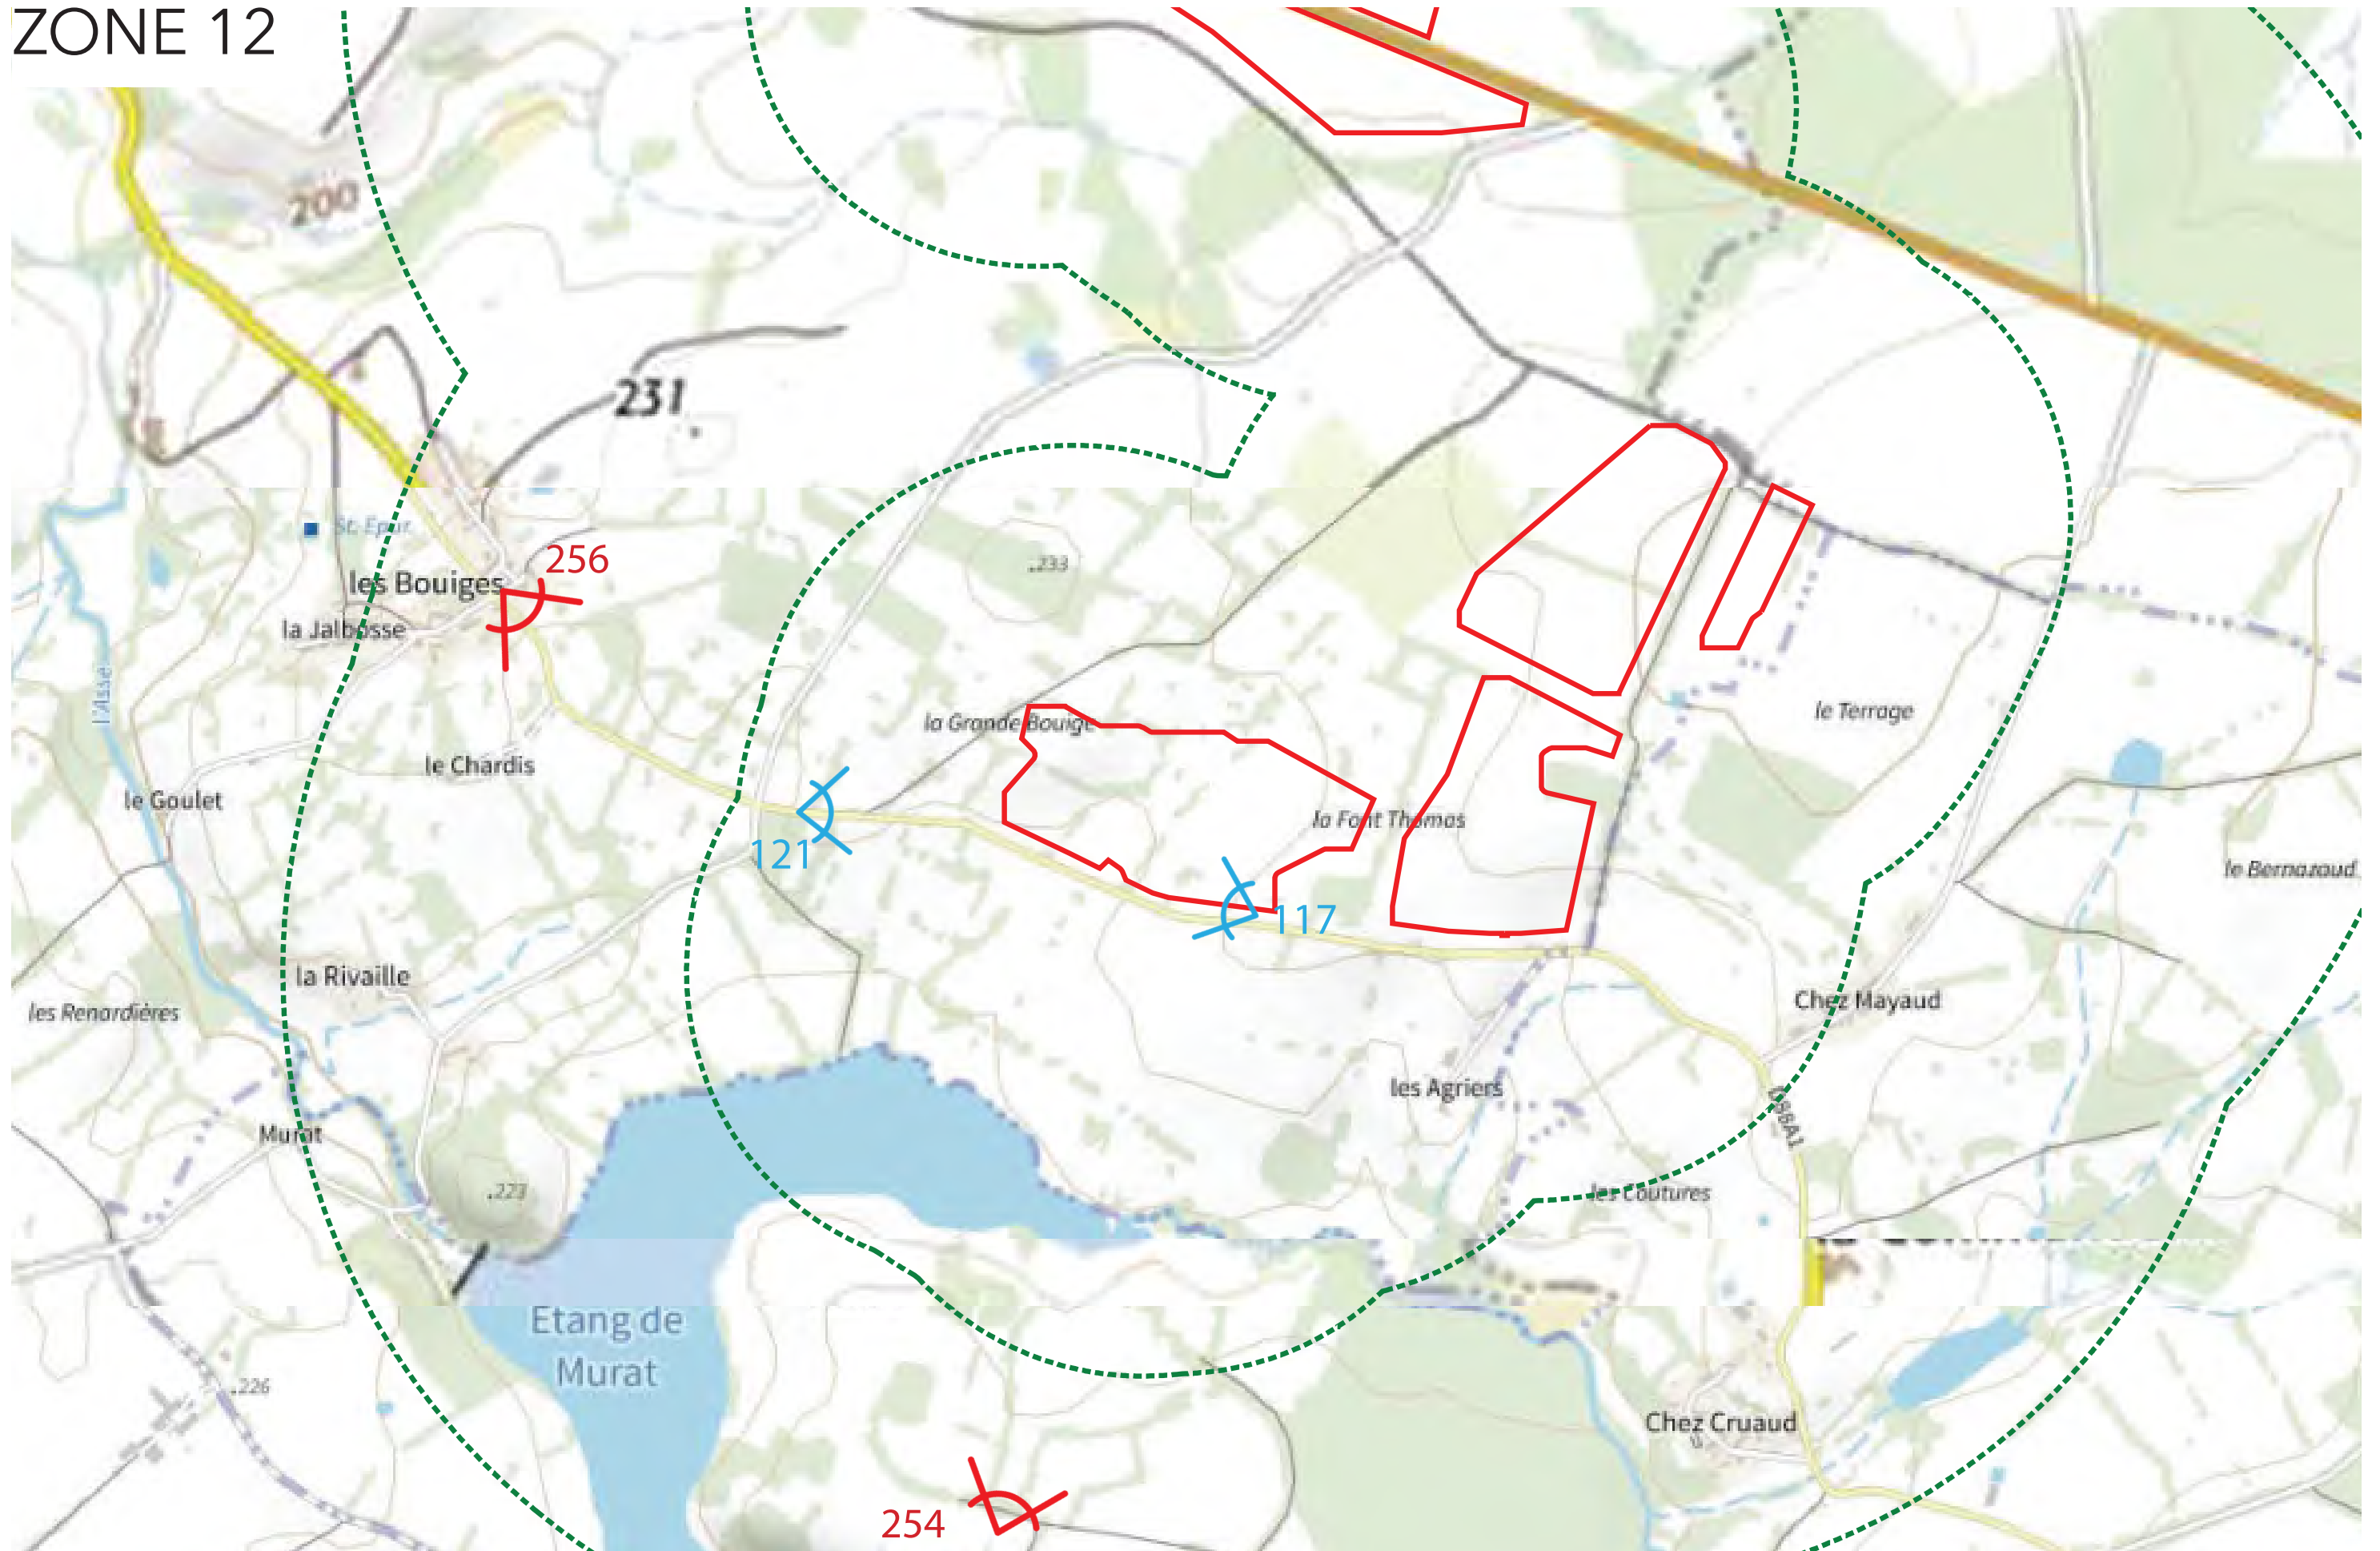 ZONE 12
200
231
St. Epur.
256
les Bouiges
.233
la Jalbosse
l'Asse
la Grande Bouige
le Terrage
le Chardis
le Goulet
la Font Thomas
121
le Bernazaud
117
la Rivaille
Chez Mayaud
les Renardières
les Agriers
D88A1
Murat
.223
les Coutures
Etang de
Murat
.226
Chez Cruaud
254